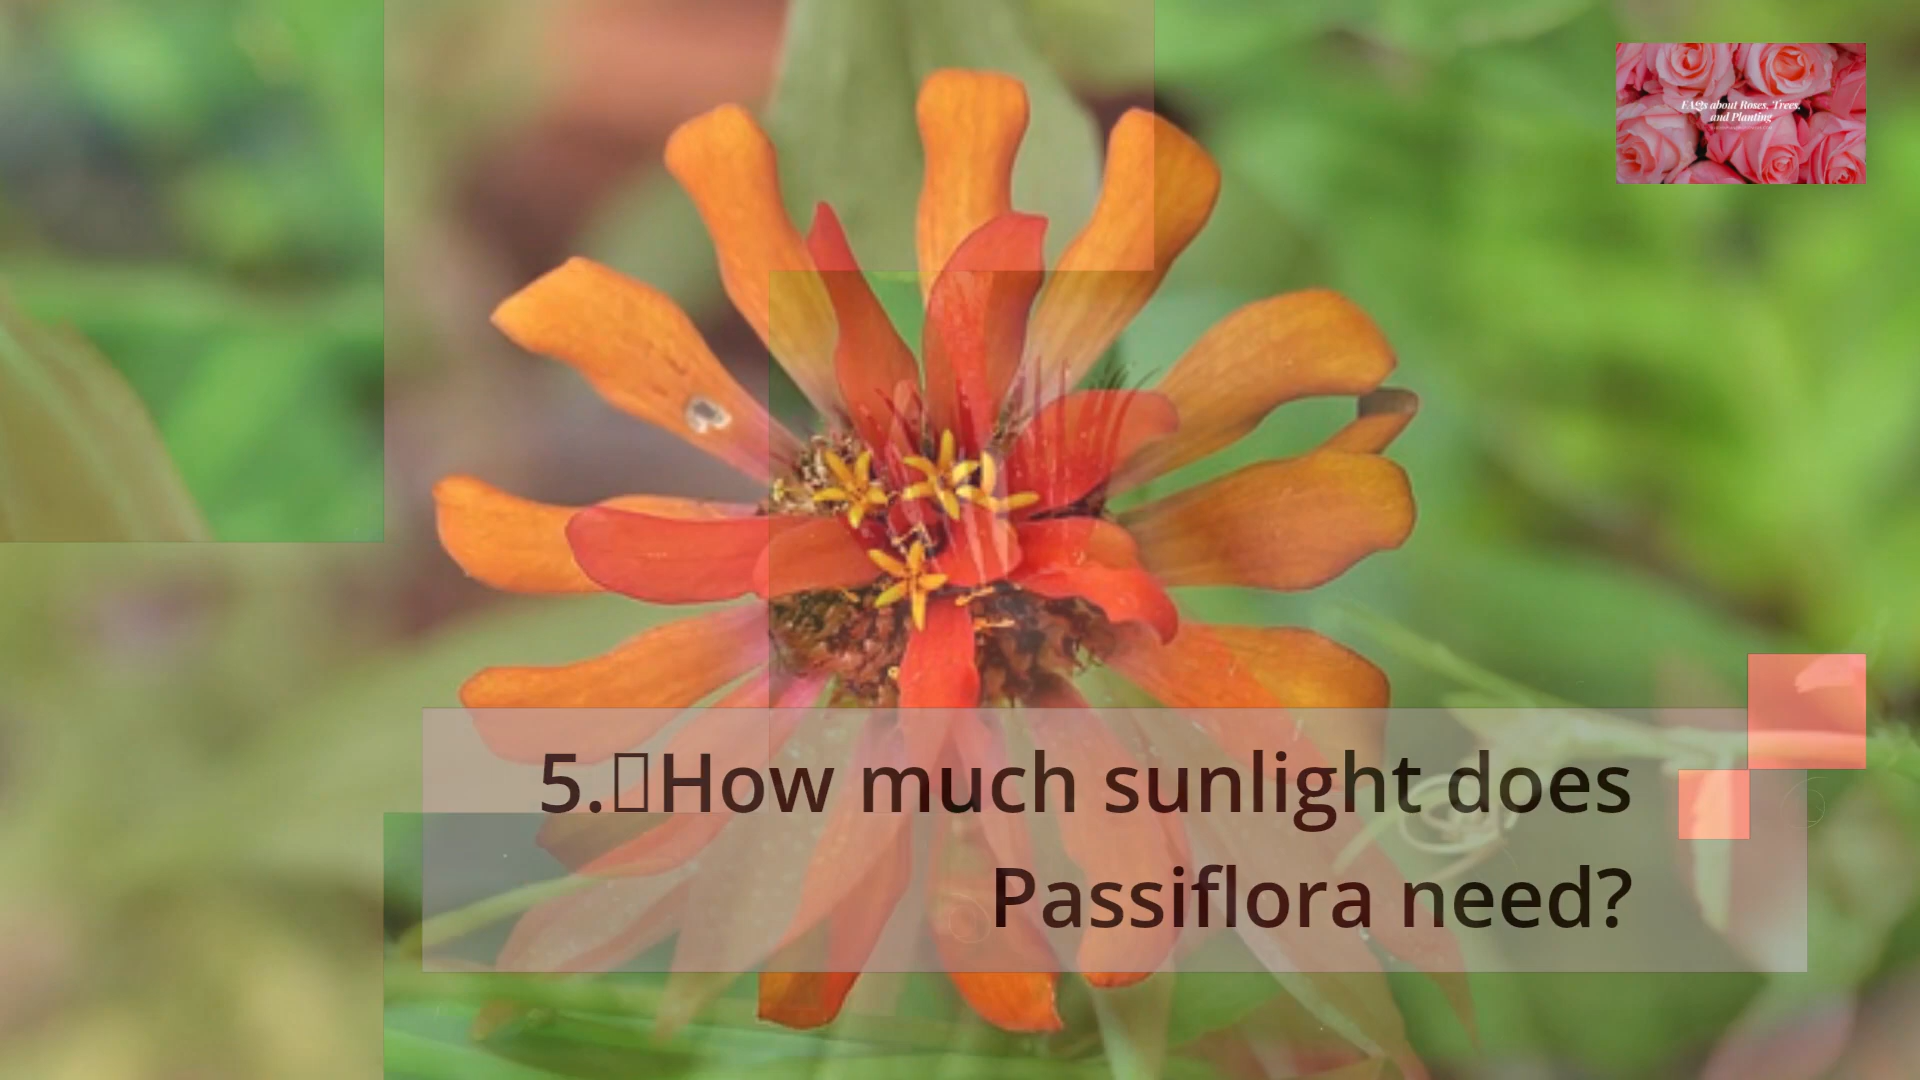 FAQs about Roses, Trees,
and Planting
5. How much sunlight does
Passiflora need?